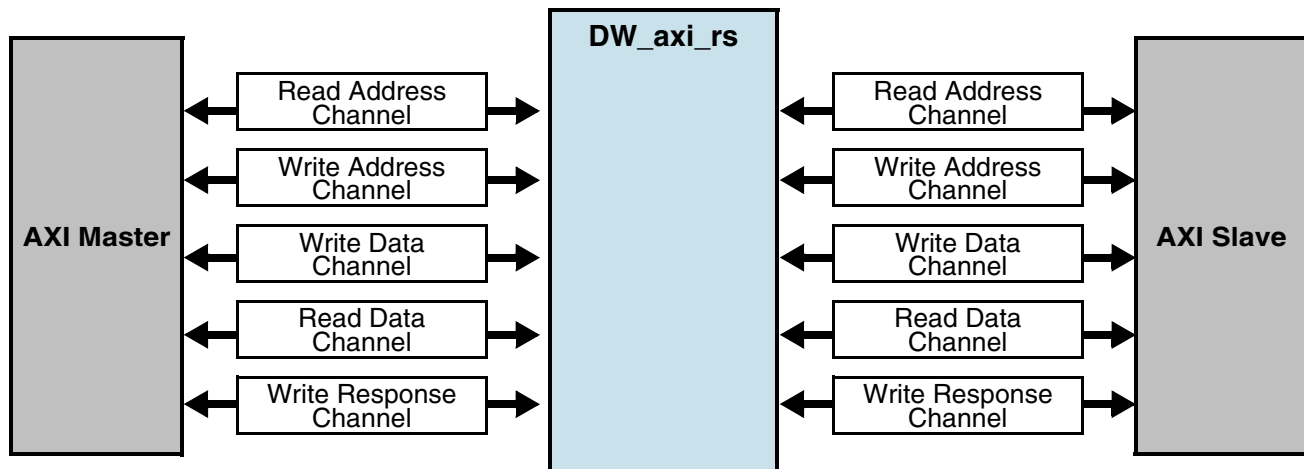 DW_axi_rs
AXI Master
Read Address
Channel
Write Address
Channel
Write Data
Channel
Read Data
Channel
Write Response
Channel
Read Address
Channel
Write Address
Channel
Write Data
Channel
Read Data
Channel
Write Response
Channel
AXI Slave